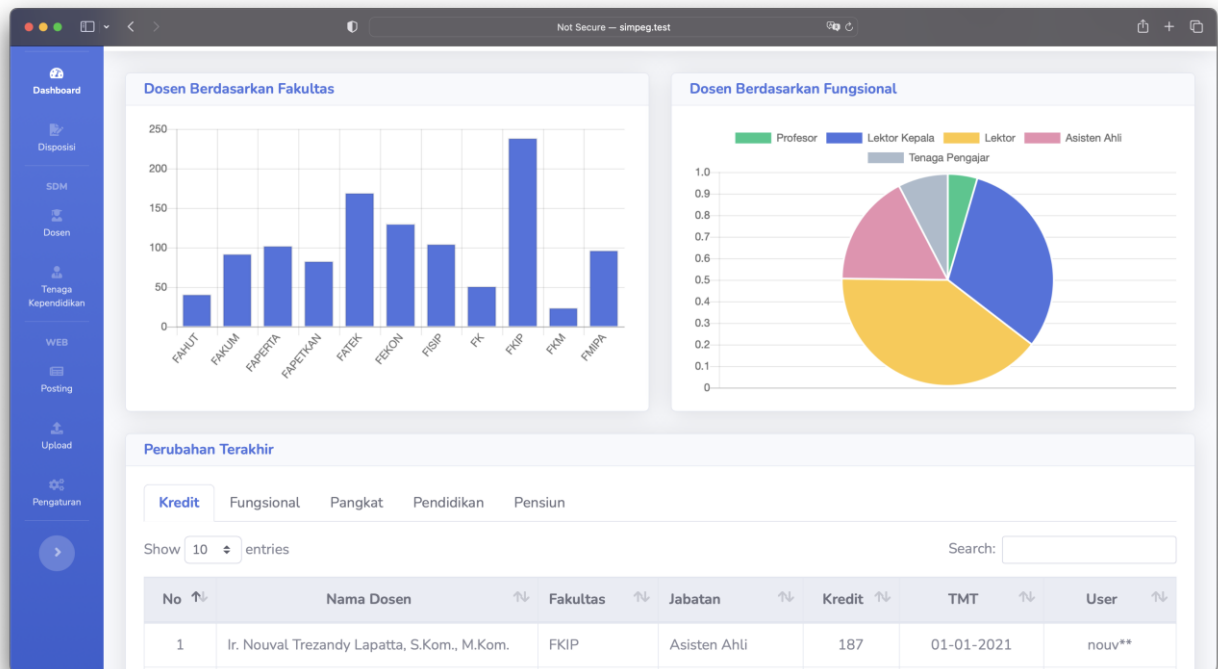 Not Secure — simpeg.test
Dashboard
Disposisi
SDM
Dosen
Tenaga
Kependidikan
WEB
Posting
Upload
Pengaturan
Dosen Berdasarkan Fakultas
250
200
150
100
50
0
FAHUT
FAKUM
FAPERTA
FAPETKAN
FATEK
FEKON
FISIP
FK
FKIP
FKM
FMIPA
Dosen Berdasarkan Fungsional
Profesor Lektor Kepala Lektor Asisten Ahli
Tenaga Pengajar
1.0
0.9
0.8
0.7
0.6
0.5
0.4
0.3
0.2
0.1
0
Perubahan Terakhir
Kredit Fungsional Pangkat Pendidikan Pensiun
Show 10 entries Search:
No Nama Dosen Fakultas Jabatan Kredit TMT User
1 Ir. Nouval Trezandy Lapatta, S.Kom., M.Kom. FKIP Asisten Ahli 187 01-01-2021 nouv**